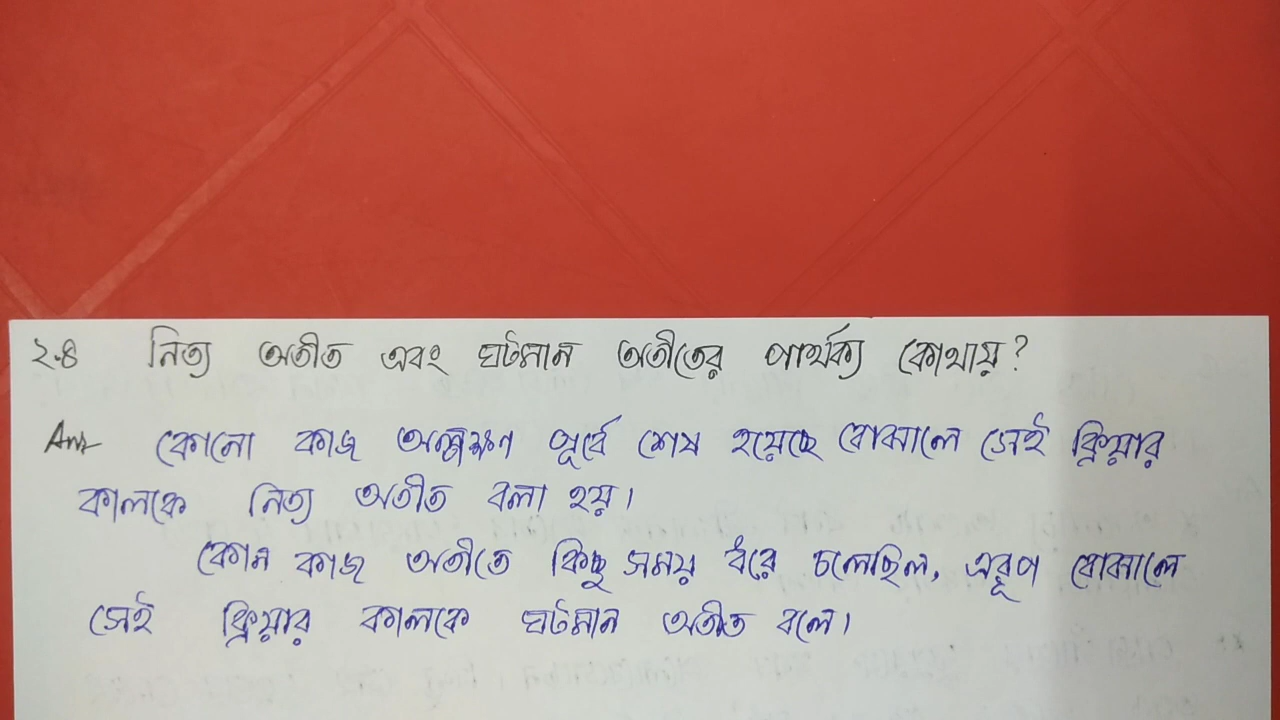 ২.৪ নিত্য অতীত এবং ঘটমান অতীতের পার্থক্য কোথায়?
Ans কোনো কাজ অল্পক্ষণ পূর্বে শেষ হয়েছে বোঝালে সেই ক্রিয়ার
কালকে নিত্য অতীত বলা হয়।
কোন কাজ অতীতে কিছু সময় ধরে চলেছিল, এরূপ বোঝালে
সেই ক্রিয়ার কালকে ঘটমান অতীত বলে।